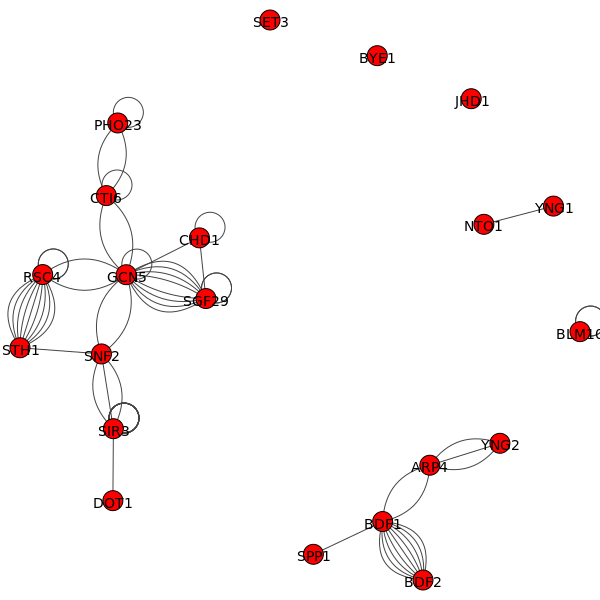 SET3
BYE1
JHD1
PHO23
CTI6
YNG1
NTO1
CHD1
RSC4
GCN5
SGF29
BLM10
STH1
SNF2
SIR3
YNG2
ARP4
DOT1
BDF1
SPP1
BDF2